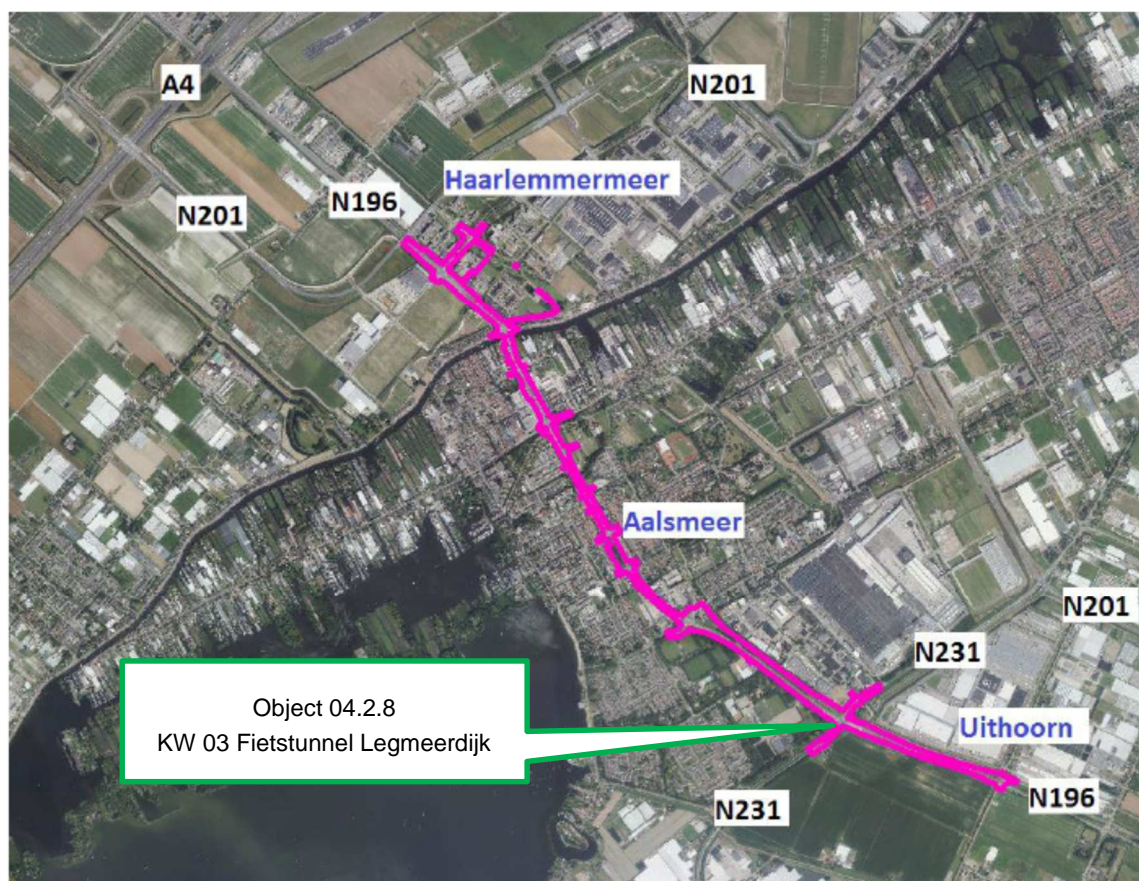 A4
N201
Haarlemmermeer
N196
N201
Aalsmeer
N201
N231
Object 04.2.8
KW 03 Fietstunnel Legmeerdijk
Uithoorn
N231
N196